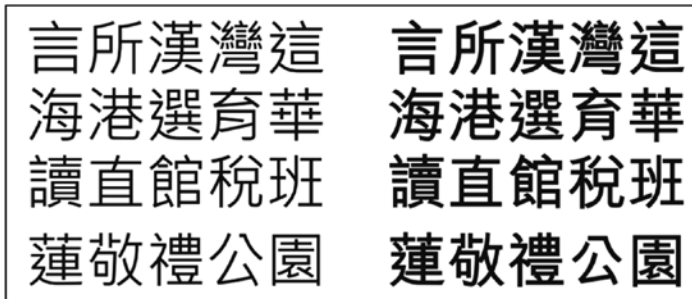 言所漢灣這 言所漢灣這
海港選育華 海港選育華
讀直館稅班 讀直館稅班
蓮敬禮公園 蓮敬禮公園